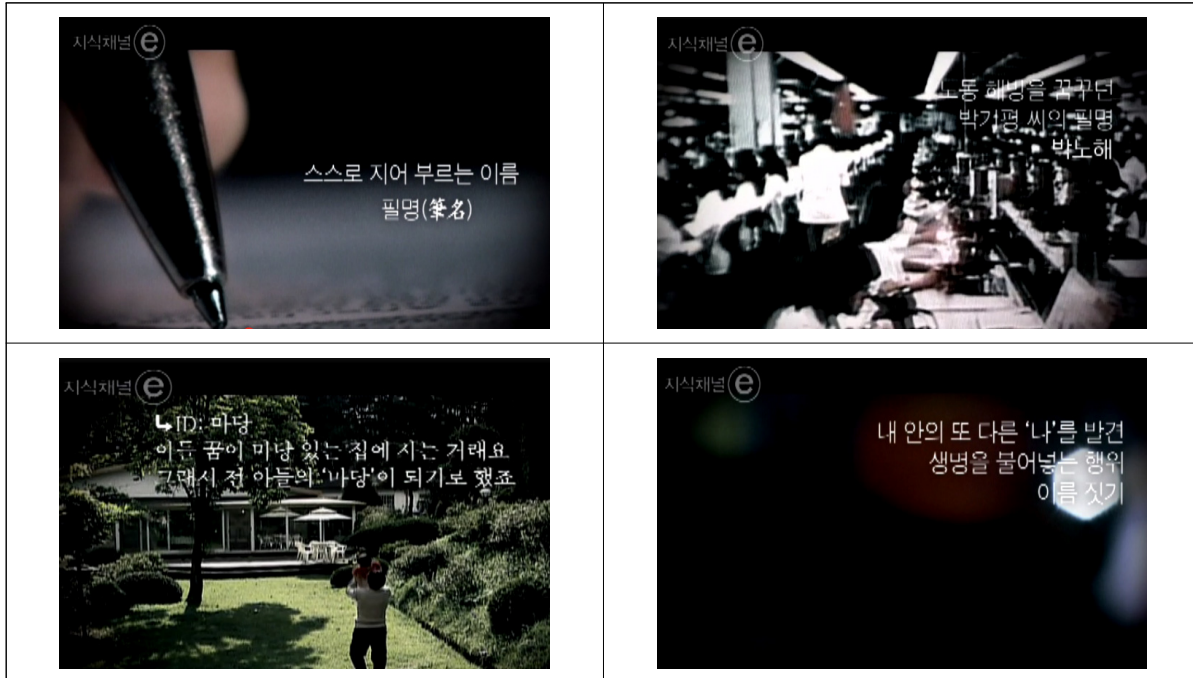 지식채널 e
스스로 지어 부르는 이름
필명(筆名)
지식채널 e
노동 해방을 꿈꾸던
박기평 씨의 필명
박노해
지식채널 e
↳ID: 마당
아들 꿈이 마당 있는 집에 사는 거래요
그래서 전 아들의 '마당'이 되기로 했죠
지식채널 e
내 안의 또 다른 ‘나’를 발견
생명을 불어넣는 행위
이름 짓기